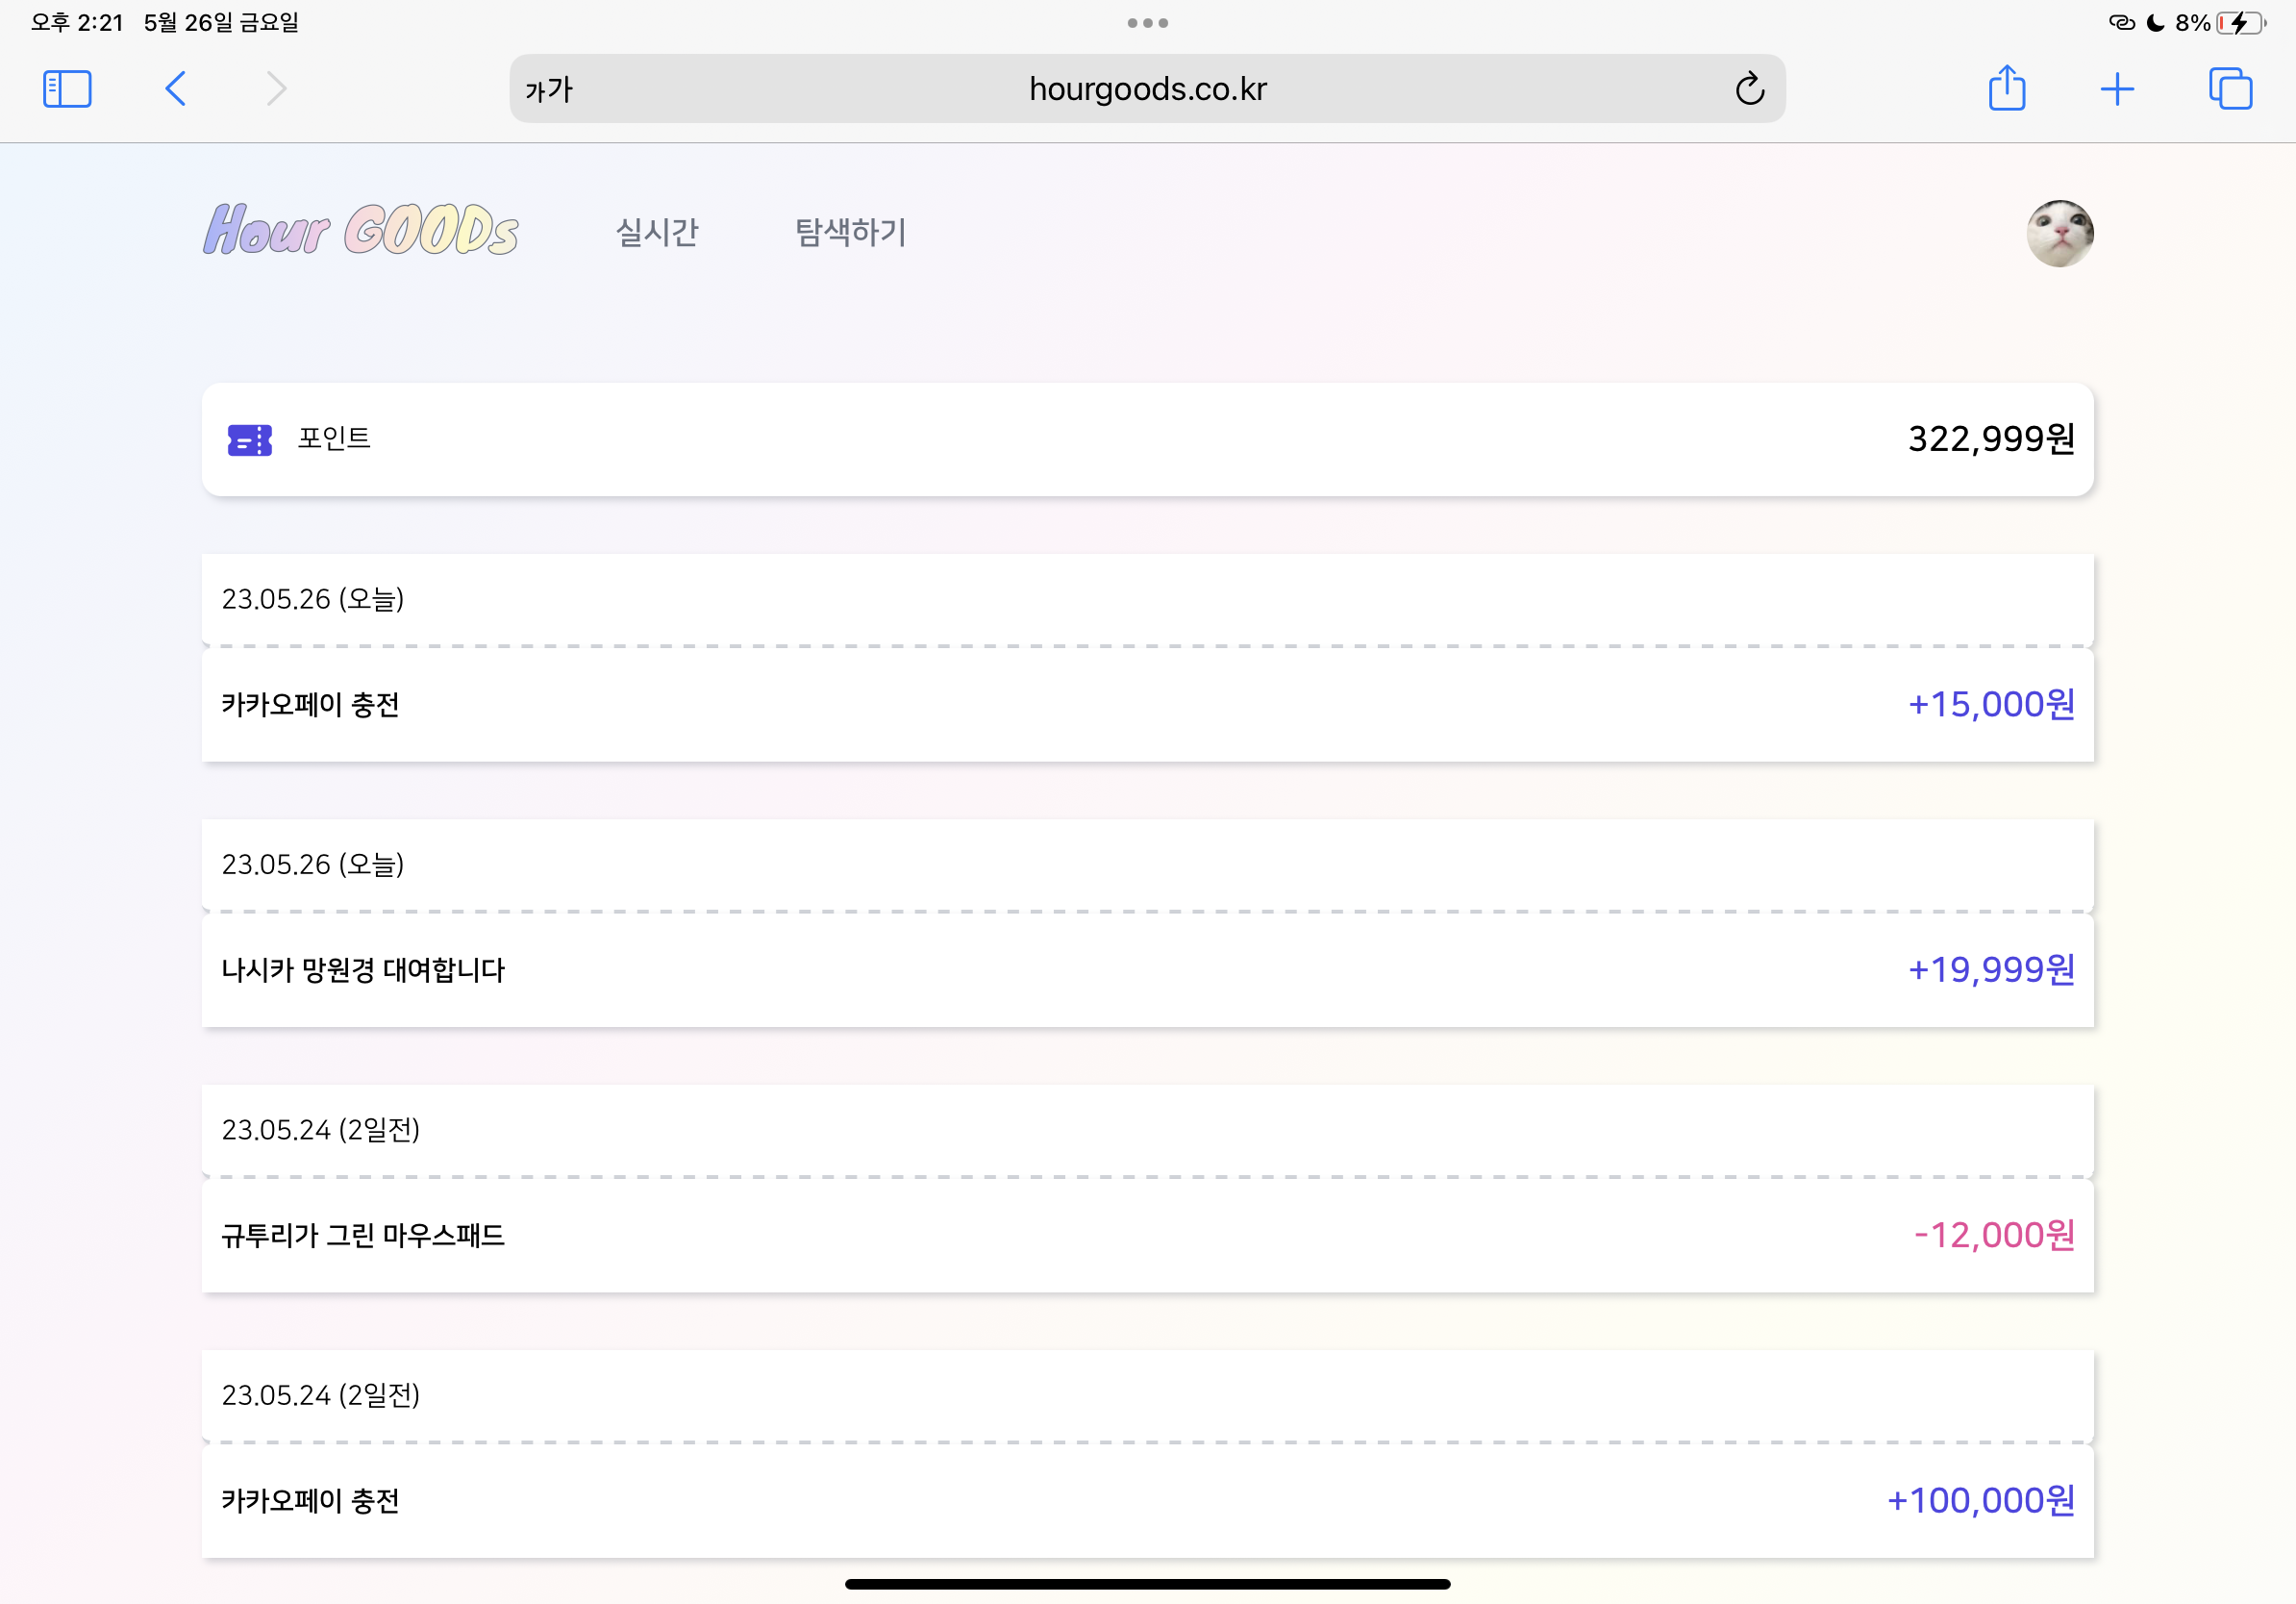 오후 2:21 5월 26일 금요일 8%
가가 hourgoods.co.kr
Hour GOODs 실시간 탐색하기
포인트 322,999원
23.05.26 (오늘)
카카오페이 충전 +15,000원
23.05.26 (오늘)
나시카 망원경 대여합니다 +19,999원
23.05.24 (2일전)
규투리가 그린 마우스패드 -12,000원
23.05.24 (2일전)
카카오페이 충전 +100,000원